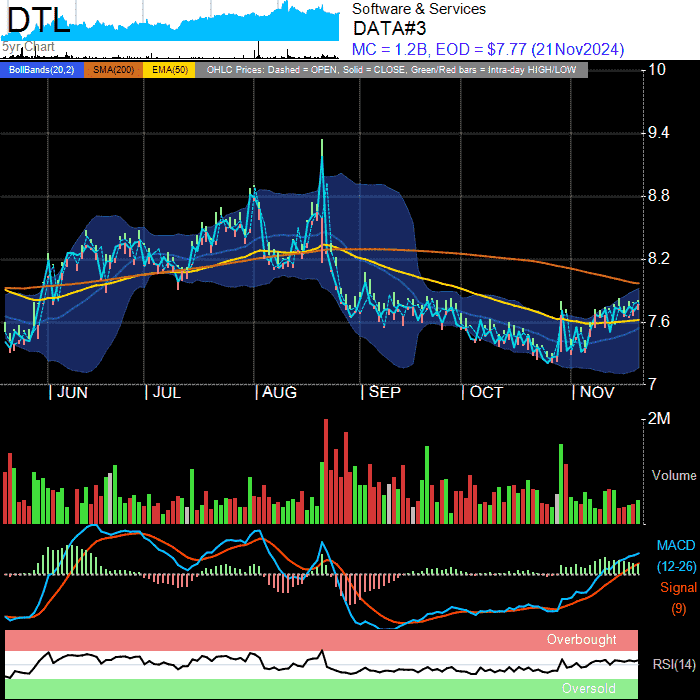 DTL
5yr Chart
Software & Services
DATA#3
MC = 1.2B, EOD = $7.77 (21Nov2024)
BollBands(20,2) SMA(200) EMA(50) OHLC Prices: Dashed = OPEN, Solid = CLOSE, Green/Red bars = Intra-day HIGH/LOW
10
9.4
8.8
8.2
7.6
7
JUN JUL AUG SEP OCT NOV
2M
Volume
MACD
(12-26)
Signal
(9)
Overbought
RSI(14)
Oversold